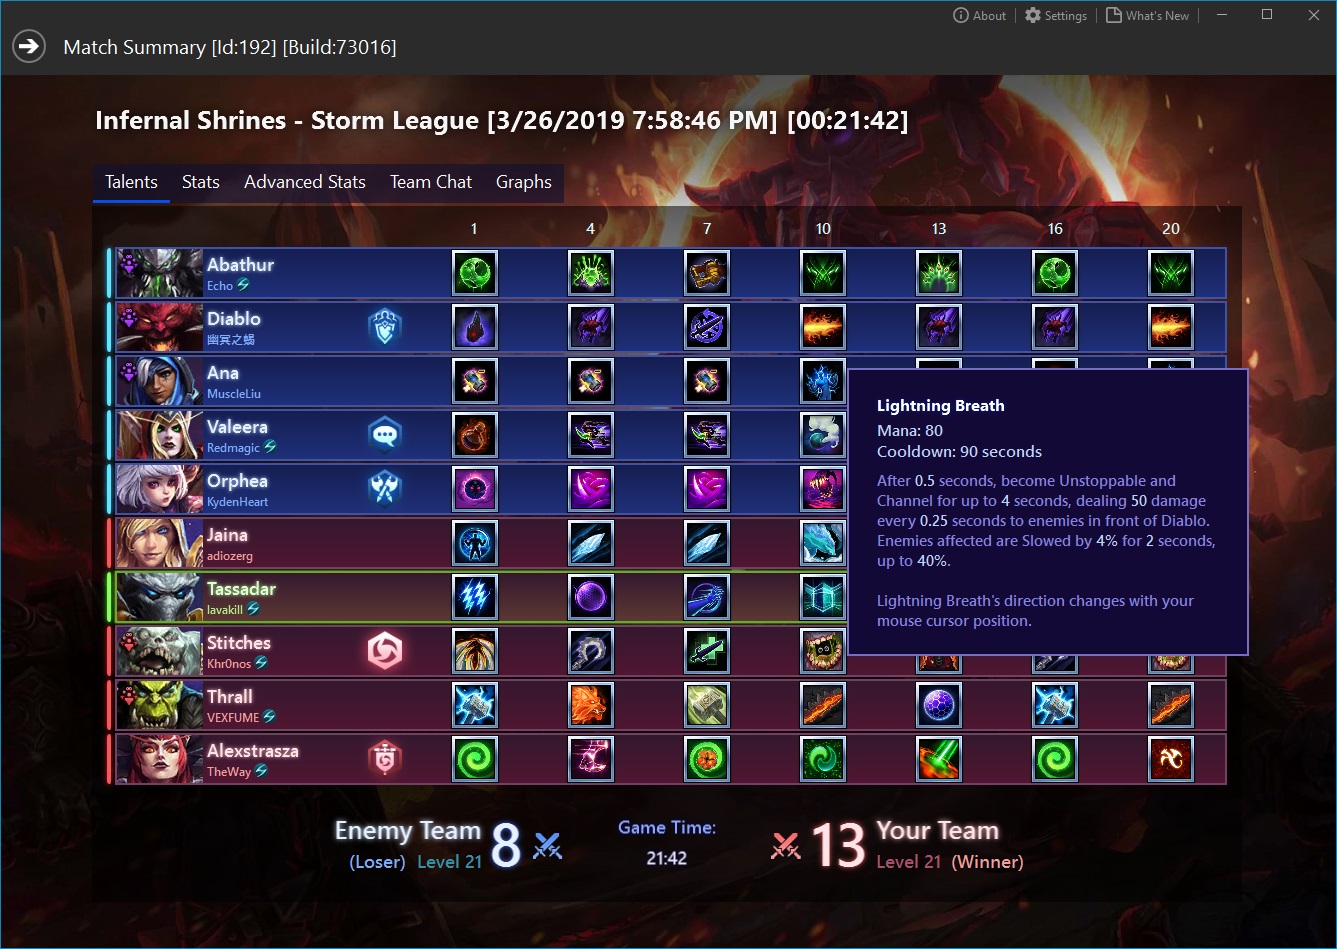 About
Settings
What's New
Match Summary [Id:192] [Build:73016]
Infernal Shrines - Storm League [3/26/2019 7:58:46 PM] [00:21:42]
Talents Stats Advanced Stats Team Chat Graphs
1 4 7 10 13 16 20
Abathur
Echo
Diablo
幽冥之蝎
Ana
MuscleLiu
Valeera
Redmagic
Orphea
KydenHeart
Jaina
adiozerg
Tassadar
lavakill
Stitches
Khr0nos
Thrall
VEXFUME
Alexstrasza
TheWay
Lightning Breath
Mana: 80
Cooldown: 90 seconds
After 0.5 seconds, become Unstoppable and
Channel for up to 4 seconds, dealing 50 damage
every 0.25 seconds to enemies in front of Diablo.
Enemies affected are Slowed by 4% for 2 seconds,
up to 40%.
Lightning Breath's direction changes with your
mouse cursor position.
Enemy Team 8
(Loser) Level 21
Game Time:
21:42
13 Your Team
Level 21 (Winner)